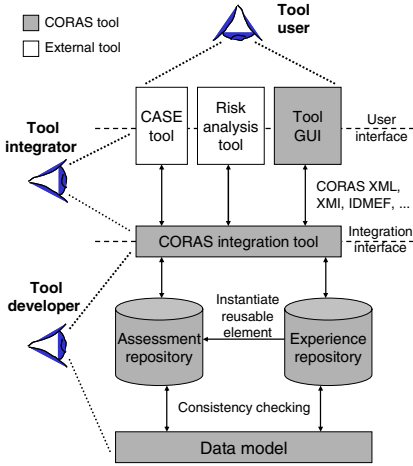 CORAS tool
External tool
Tool
user
CASE
tool
Risk
analysis
tool
Tool
GUI
User
interface
Tool
integrator
CORAS XML,
XMI, IDMEF, ...
CORAS integration tool
Integration
interface
Tool
developer
Assessment
repository
Instantiate
reusable
element
Experience
repository
Consistency checking
Data model